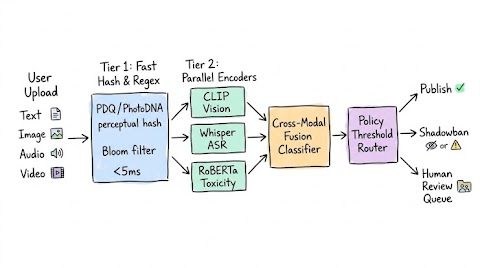 User
Upload
Text
Image
Audio
Video
Tier 1: Fast
Hash & Regex
PDQ/PhotoDNA
perceptual hash
Bloom filter
<5ms
Tier 2:
Parallel Encoders
CLIP
Vision
Whisper
ASR
RoBERTa
Toxicity
Cross-Modal
Fusion
Classifier
Policy
Threshold
Router
Publish
Shadowban
or
Human
Review
Queue